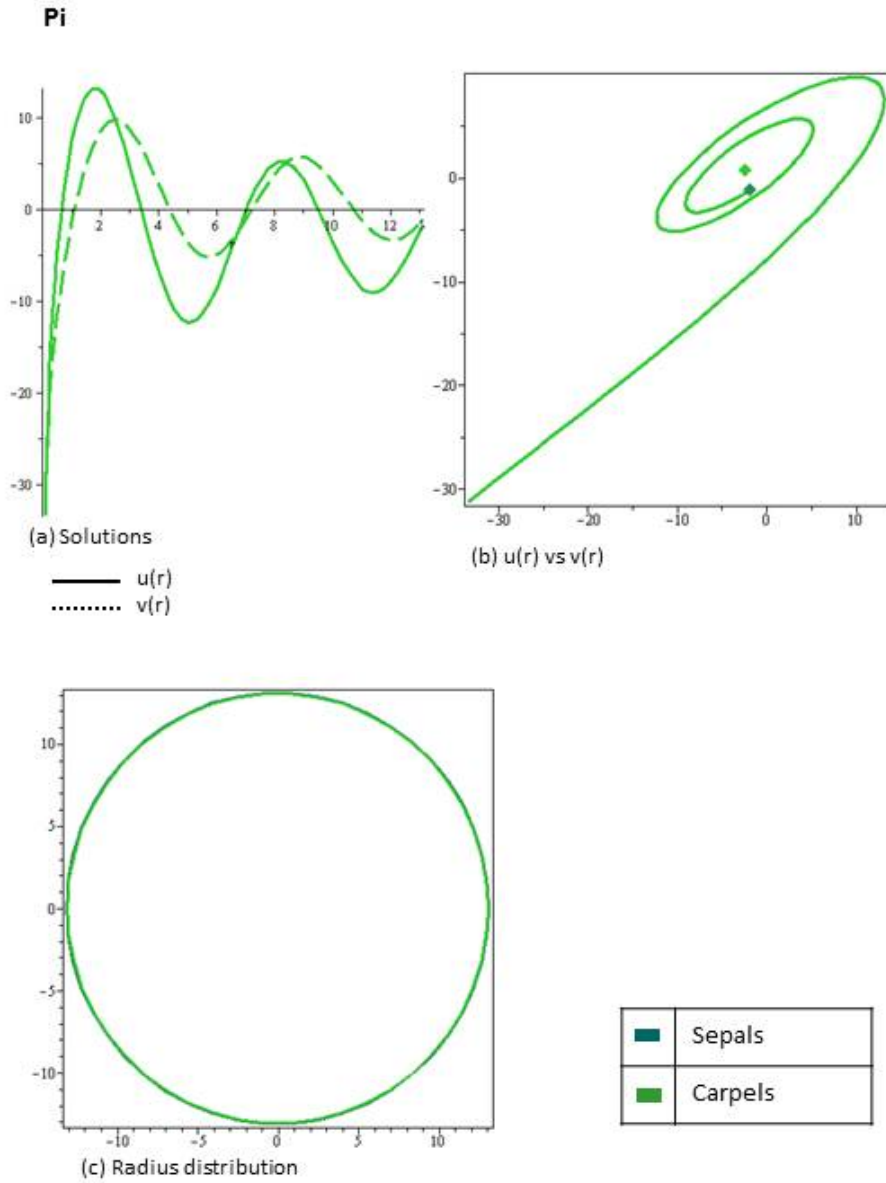 Pi
10
0
-10
-20
-30
2 4 6 8 10 12
(a) Solutions
u(r)
v(r)
0
-10
-20
-30
-30 -20 -10 0 10
(b) u(r) vs v(r)
10
5
0
-5
-10
-10 -5 0 5 10
(c) Radius distribution
Sepals
Carpels